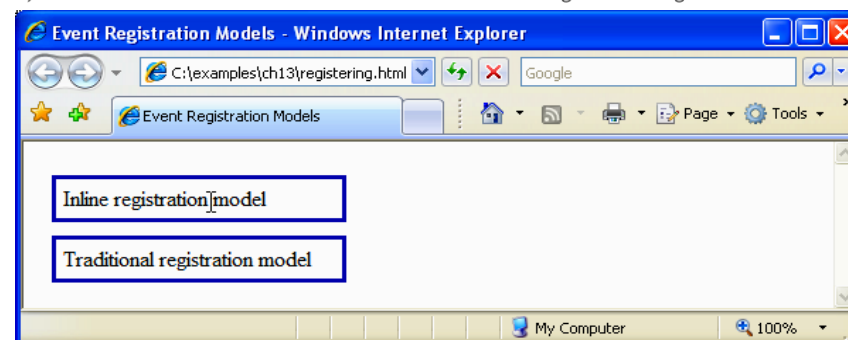 Event Registration Models - Windows Internet Explorer
C:\examples\ch13\registering.html
Google
Event Registration Models
Page
Tools
»
Inline registration model
Traditional registration model
My Computer
100%